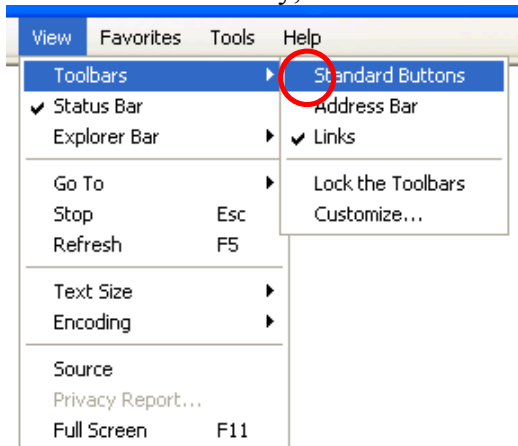 View Favorites Tools Help
Toolbars
Status Bar
Explorer Bar
Go To
Stop Esc
Refresh F5
Text Size
Encoding
Source
Privacy Report...
Full Screen F11
Standard Buttons
Address Bar
Links
Lock the Toolbars
Customize...